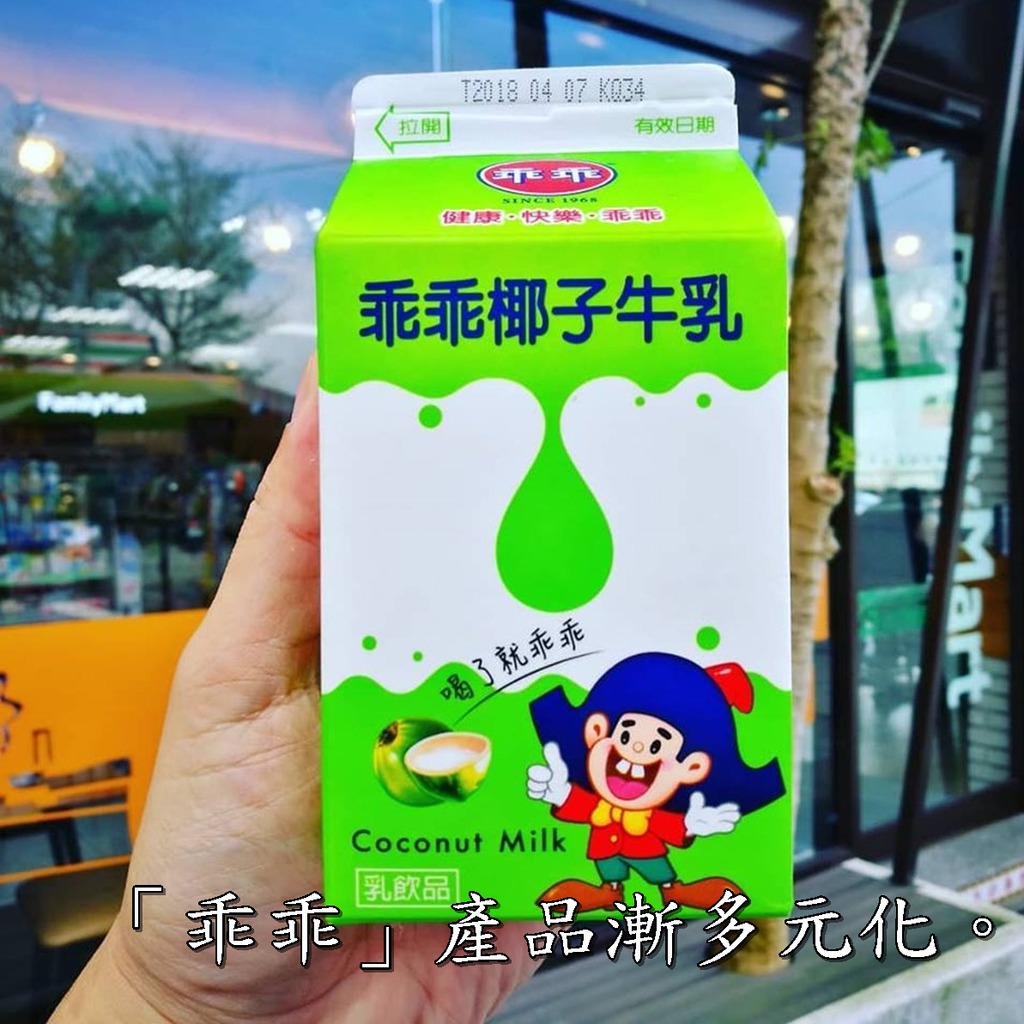 T2018 04 07 KQ34
拉開
有效日期
乖乖
SINCE 1968
健康·快樂·乖乖
乖乖椰子牛乳
FamilyMart
喝了就乖乖
Mart
Coconut Milk
乳飲品
「乖乖」產品漸多元化。